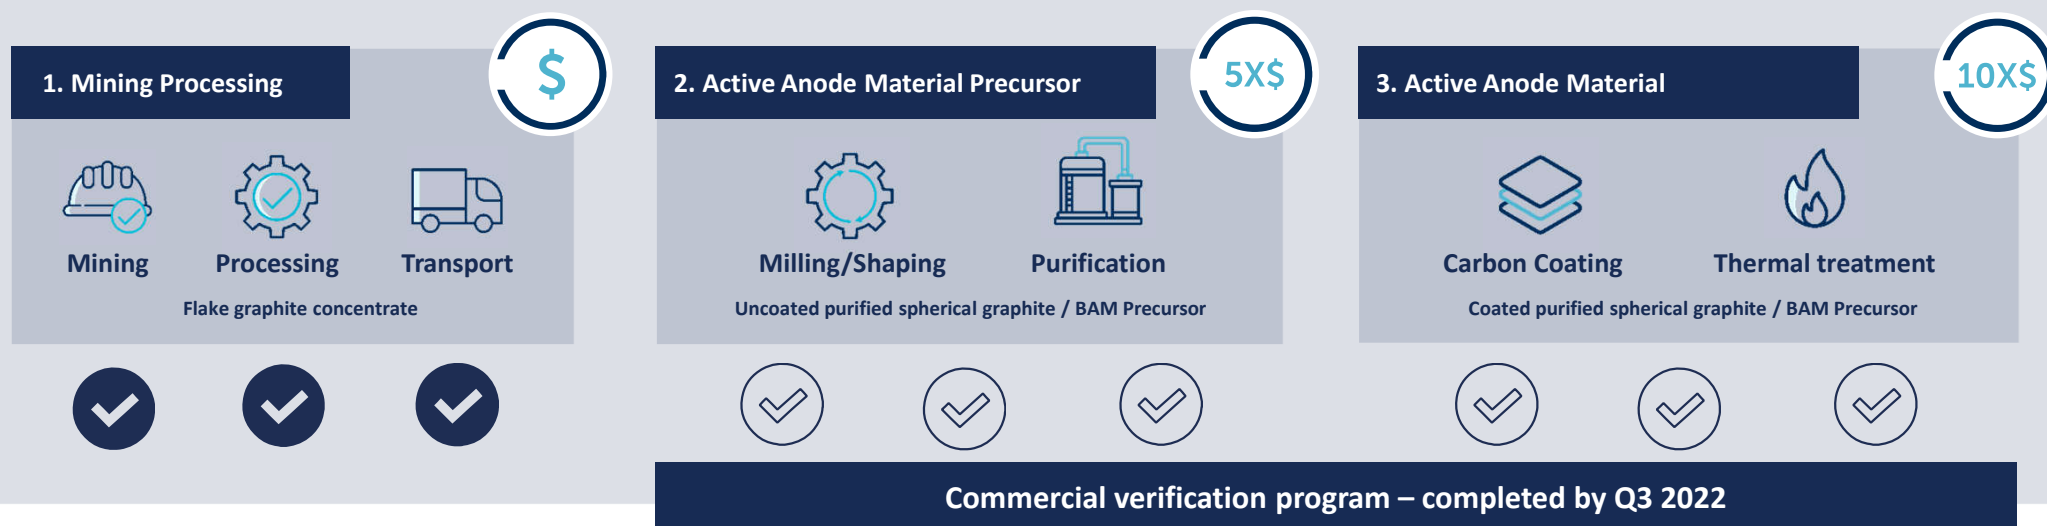 1. Mining Processing
$
Mining
Processing
Transport
Flake graphite concentrate
2. Active Anode Material Precursor
5X$
Milling/Shaping
Purification
Uncoated purified spherical graphite / BAM Precursor
3. Active Anode Material
10X$
Carbon Coating
Thermal treatment
Coated purified spherical graphite / BAM Precursor
Commercial verification program – completed by Q3 2022